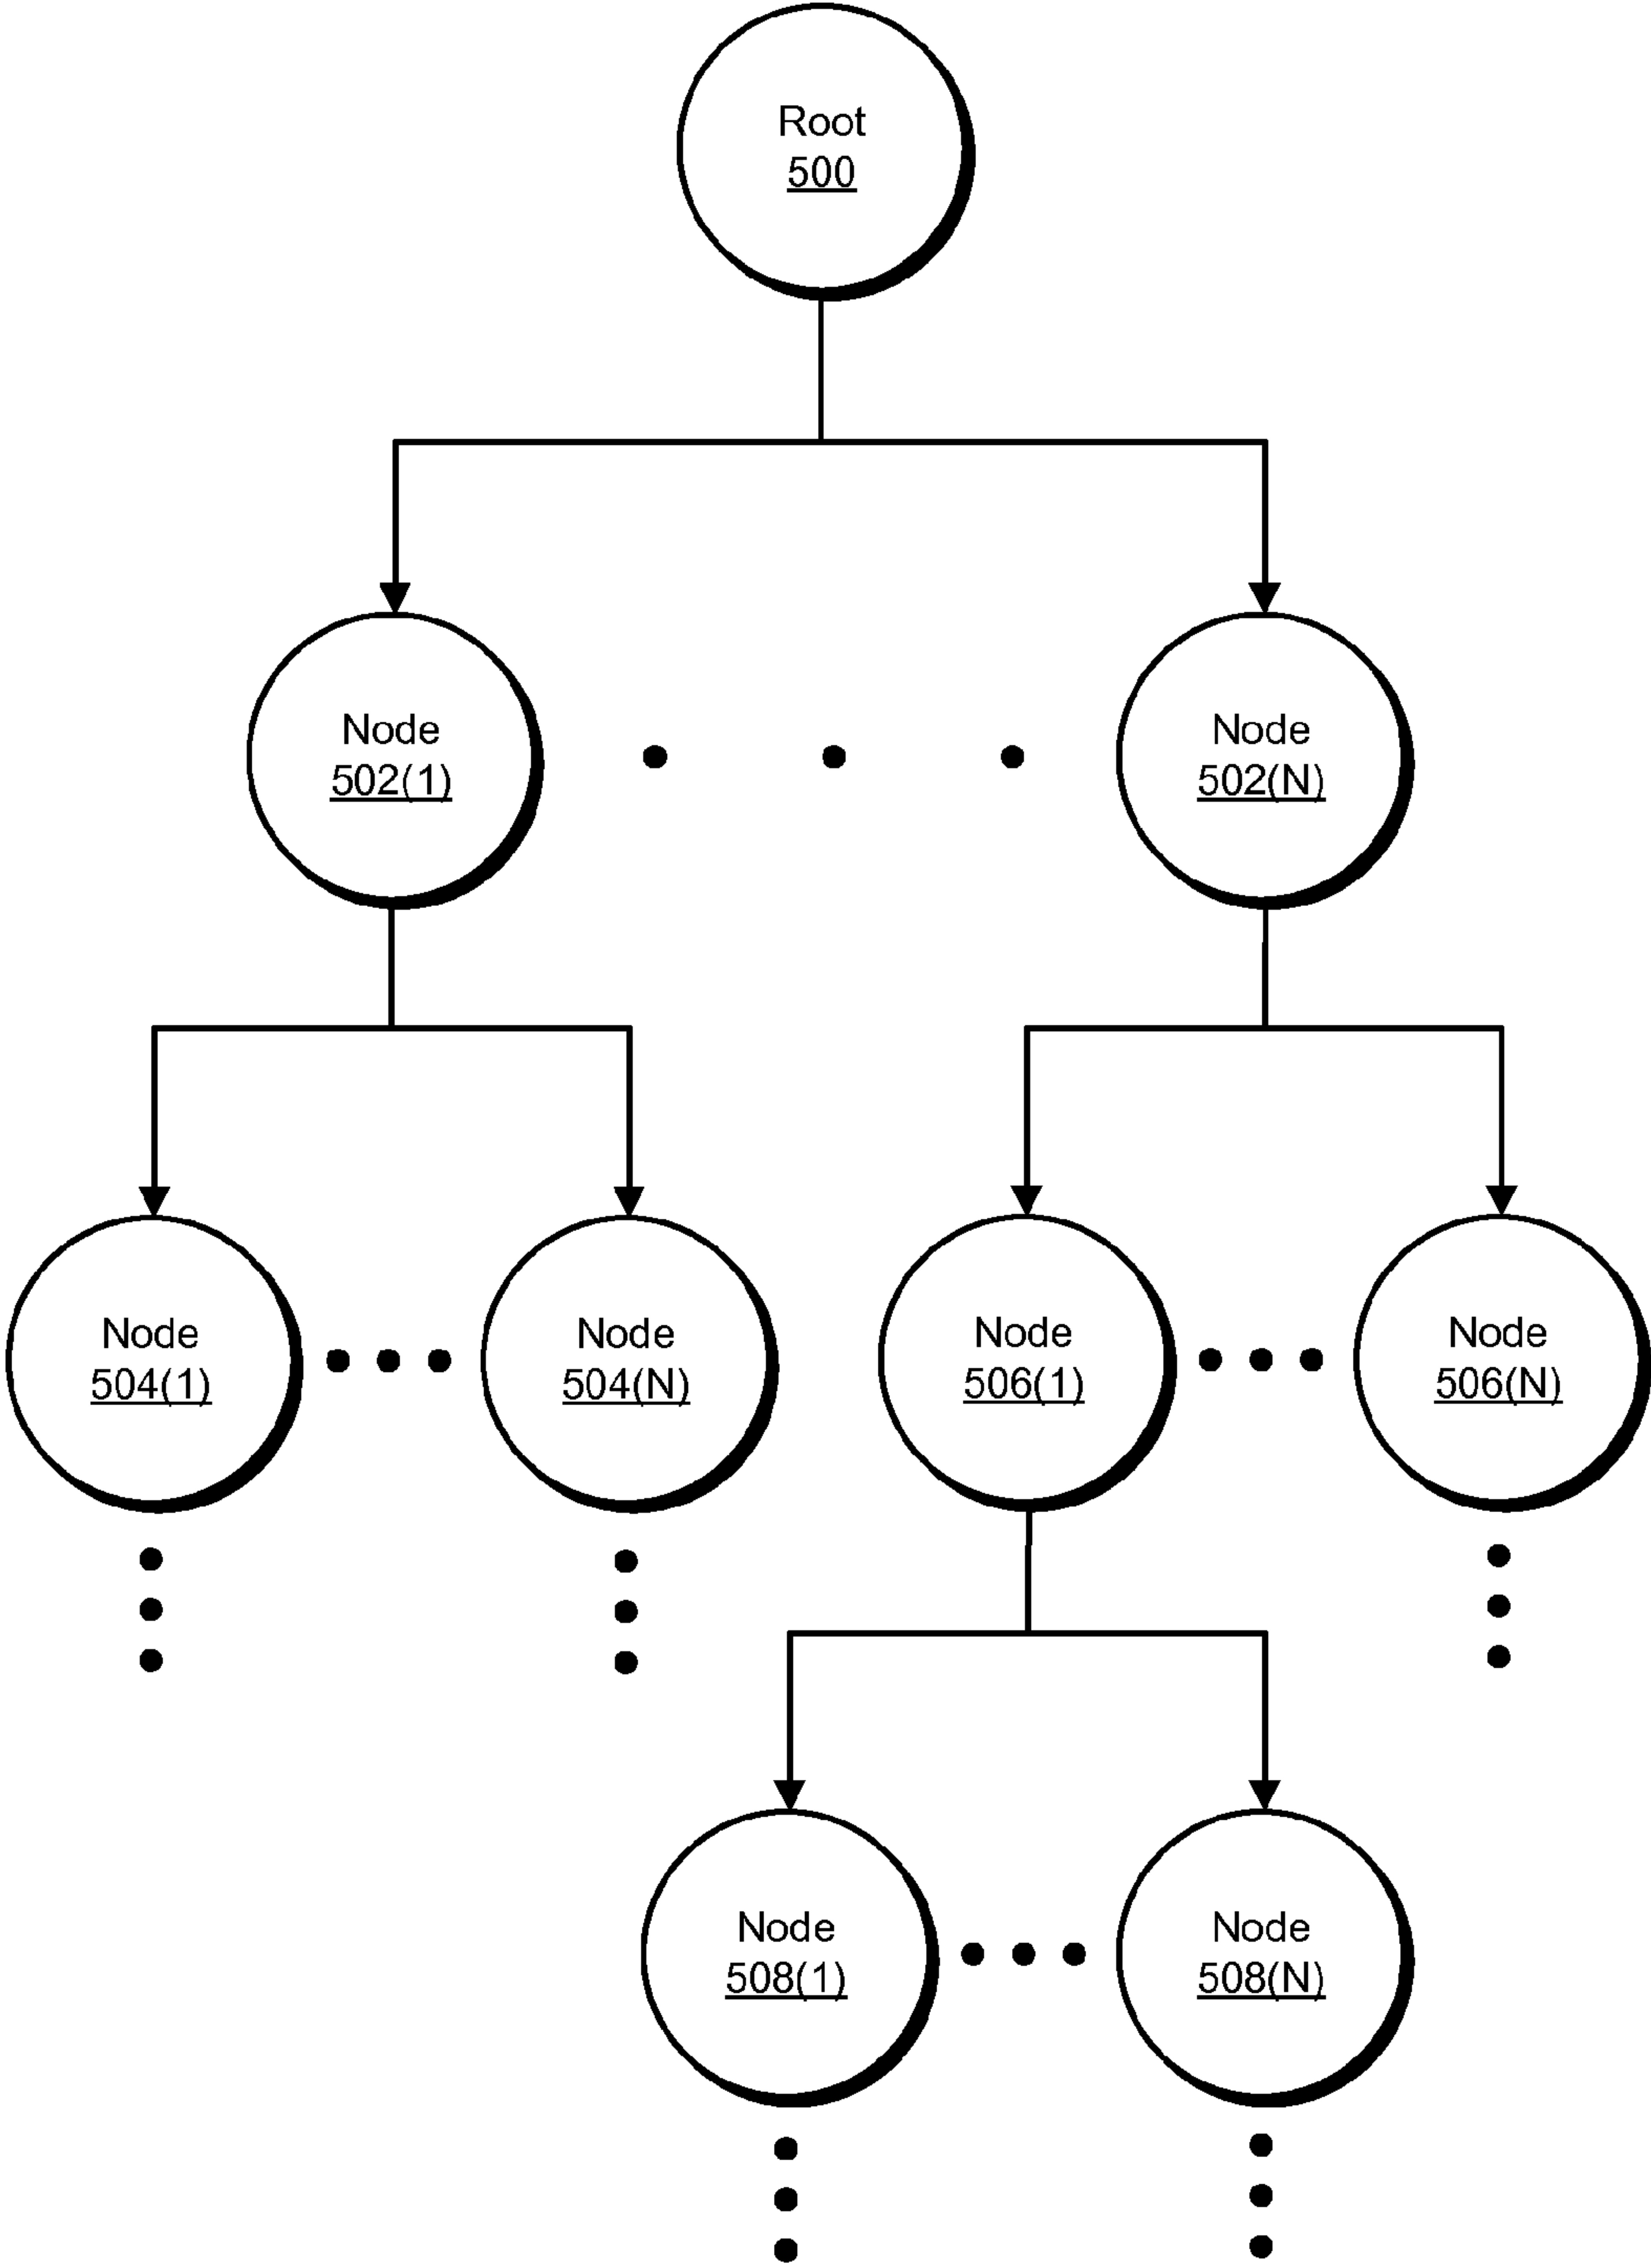 Root
500
Node
502(1)
Node
502(N)
Node
504(1)
Node
504(N)
Node
506(1)
Node
506(N)
Node
508(1)
Node
508(N)